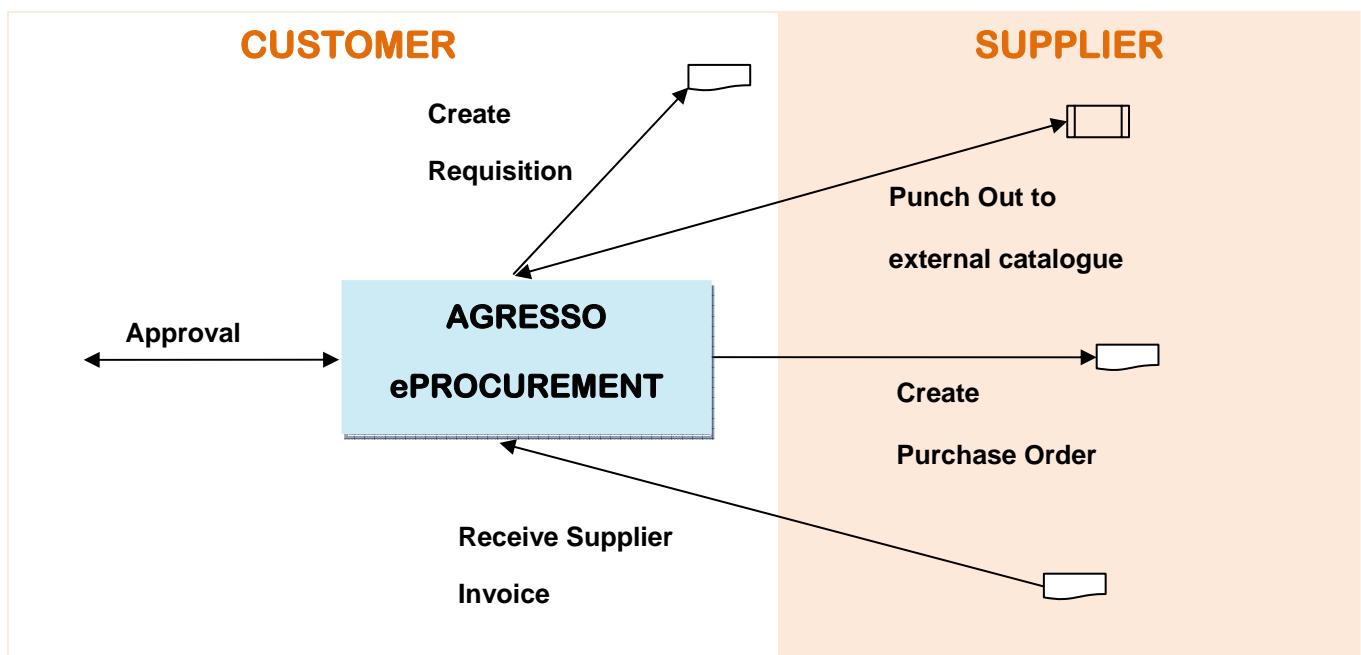 CUSTOMER
SUPPLIER
Create
Requisition
Punch Out to
external catalogue
Approval
AGRESSO
ePROCUREMENT
Create
Purchase Order
Receive Supplier
Invoice